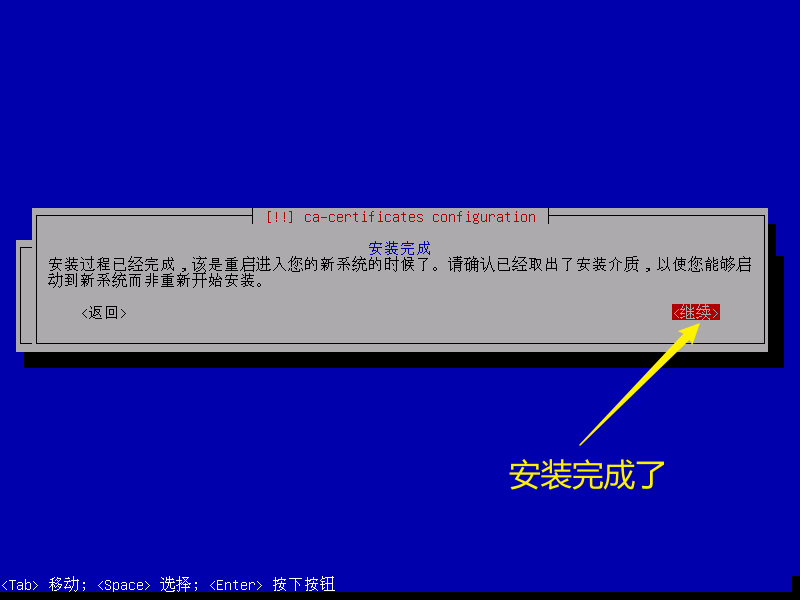 [!!] ca-certificates configuration
安装完成
安装过程已经完成，该是重启进入您的新系统的时候了。请确认已经取出了安装介质，以使您能够启
动到新系统而非重新开始安装。
<返回> <继续>
安装完成了
<Tab> 移动; <Space> 选择; <Enter> 按下按钮